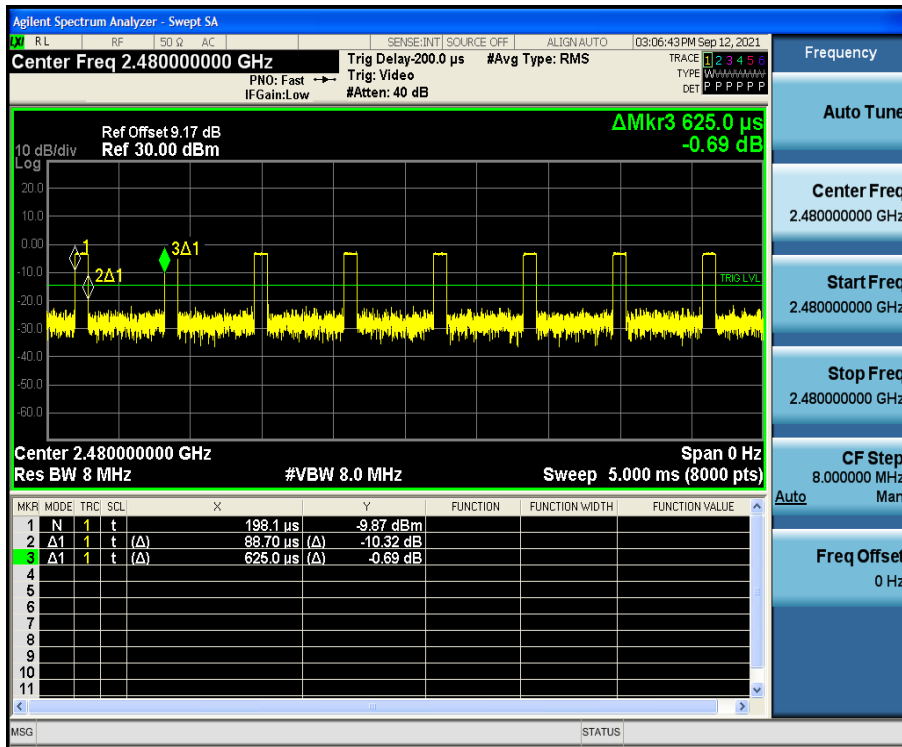 Agilent Spectrum Analyzer - Swept SA
LXI RL RF 50 Ω AC SENSE:INT SOURCE OFF ALIGN AUTO 03:06:43 PM Sep 12, 2021
Center Freq 2.480000000 GHz
PNO: Fast
IFGain:Low
Trig Delay-200.0 µs #Avg Type: RMS
Trig: Video
#Atten: 40 dB
TRACE 1 2 3 4 5 6
TYPE W
DET P P P P P P
ΔMkr3 625.0 µs
-0.69 dB
Ref Offset 9.17 dB
10 dB/div Ref 30.00 dBm
Log
20.0
10.0
0.00
-10.0
-20.0
-30.0
-40.0
-50.0
-60.0
1
2Δ1
3Δ1
TRIG LVL
Center 2.480000000 GHz Span 0 Hz
Res BW 8 MHz #VBW 8.0 MHz Sweep 5.000 ms (8000 pts)
MKR MODE TRC SCL X Y FUNCTION FUNCTION WIDTH FUNCTION VALUE
1 N 1 t 198.1 µs -9.87 dBm
2 Δ1 1 t (Δ) 88.70 µs (Δ) -10.32 dB
3 Δ1 1 t (Δ) 625.0 µs (Δ) -0.69 dB
4
5
6
7
8
9
10
11
MSG STATUS
Frequency
Auto Tune
Center Freq
2.480000000 GHz
Start Freq
2.480000000 GHz
Stop Freq
2.480000000 GHz
CF Step
8.000000 MHz
Auto Man
Freq Offset
0 Hz